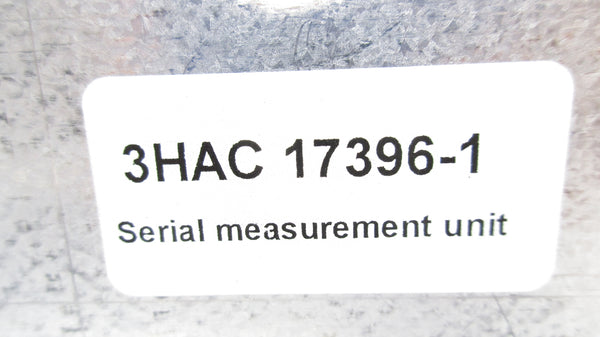 3HAC 17396-1
Serial measurement unit